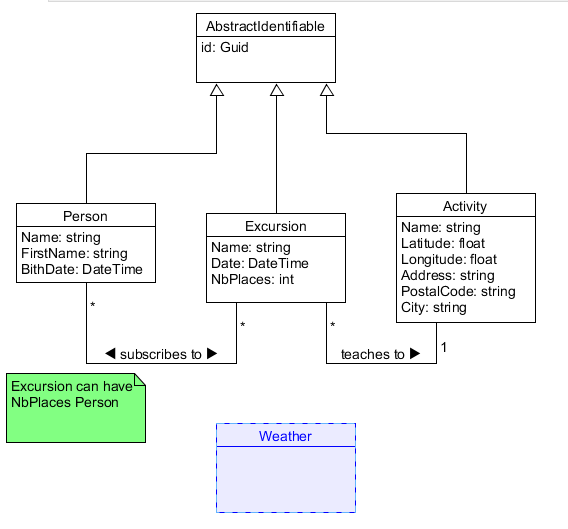 AbstractIdentifiable
id: Guid
Person
Name: string
FirstName: string
BithDate: DateTime
Excursion
Name: string
Date: DateTime
NbPlaces: int
Activity
Name: string
Latitude: float
Longitude: float
Address: string
PostalCode: string
City: string
*
*
*
1
◀ subscribes to ▶
teaches to ▶
Excursion can have
NbPlaces Person
Weather